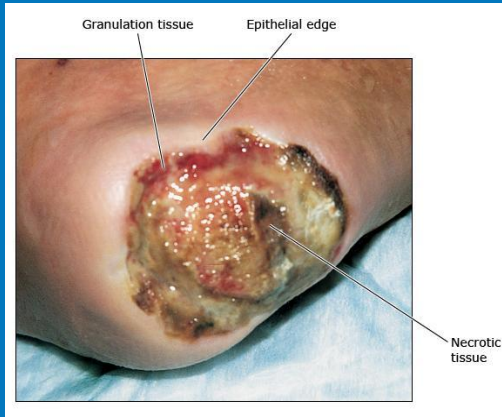 Granulation tissue
Epithelial edge
Necrotic
tissue